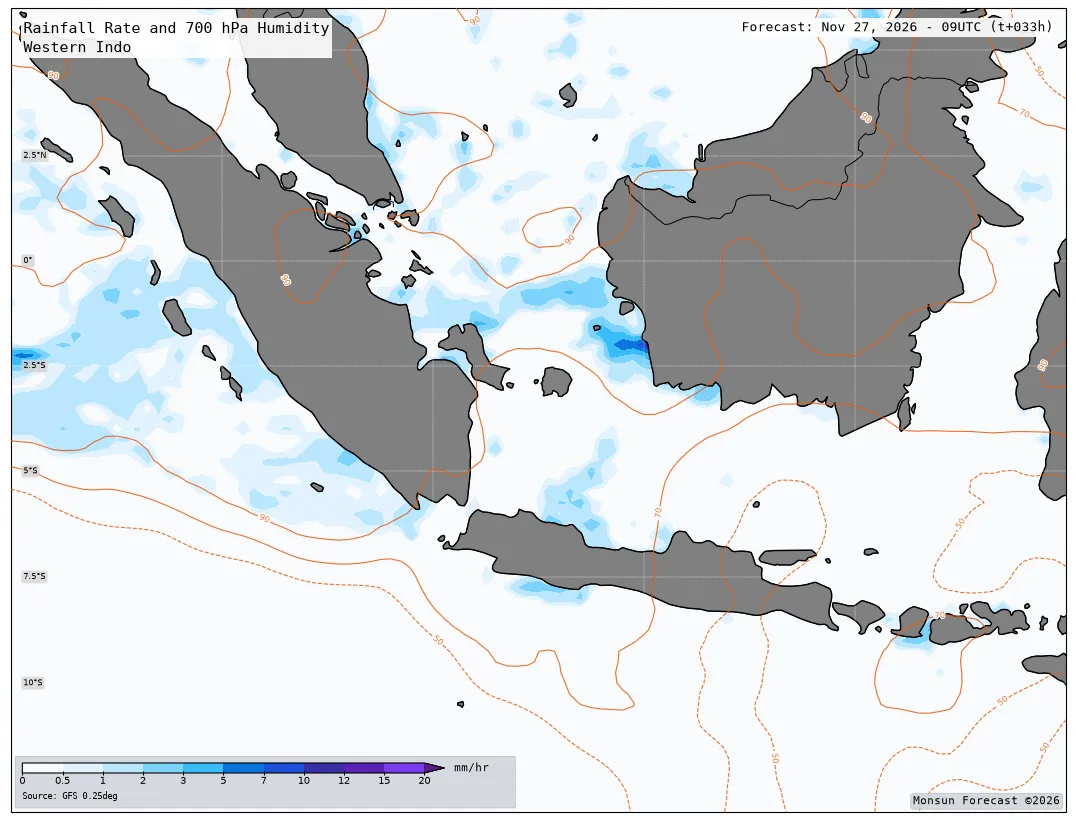 Rainfall Rate and 700 hPa Humidity
Western Indo
Forecast: Nov 27, 2026 - 09UTC (t+033h)
90
90
50
70
90
2.5°N
90
0°
90
2.5°S
90
5°S
90
70
50
7.5°S
70
50
10°S
50
50
50
0 0.5 1 2 3 5 7 10 12 15 20 mm/hr
Source: GFS 0.25deg
Monsun Forecast ©2026